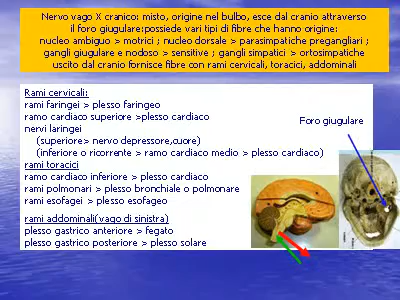 Nervo vago X cranico: misto, origine nel bulbo, esce dal cranio attraverso
il foro giugulare:possiede vari tipi di fibre che hanno origine:
nucleo ambiguo > motrici ; nucleo dorsale > parasimpatiche pregangliari ;
gangli giugulare e nodoso > sensitive ; gangli simpatici > ortosimpatiche
uscito dal cranio fornisce fibre con rami cervicali, toracici, addominali
Rami cervicali:
rami faringei > plesso faringeo
ramo cardiaco superiore >plesso cardiaco
nervi laringei
(superiore> nervo depressore,cuore)
(inferiore o ricorrente > ramo cardiaco medio > plesso cardiaco)
rami toracici
ramo cardiaco inferiore > plesso cardiaco
rami polmonari > plesso bronchiale o polmonare
rami esofagei > plesso esofageo
rami addominali(vago di sinistra)
plesso gastrico anteriore > fegato
plesso gastrico posteriore > plesso solare
Foro giugulare